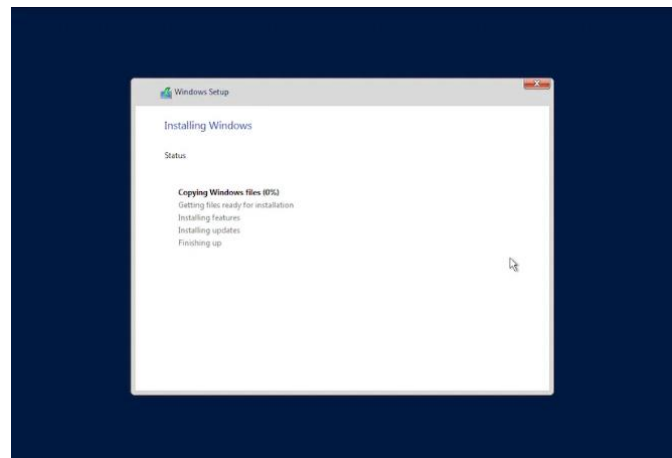 Windows Setup
Installing Windows
Status
Copying Windows files (0%)
Getting files ready for installation
Installing features
Installing updates
Finishing up